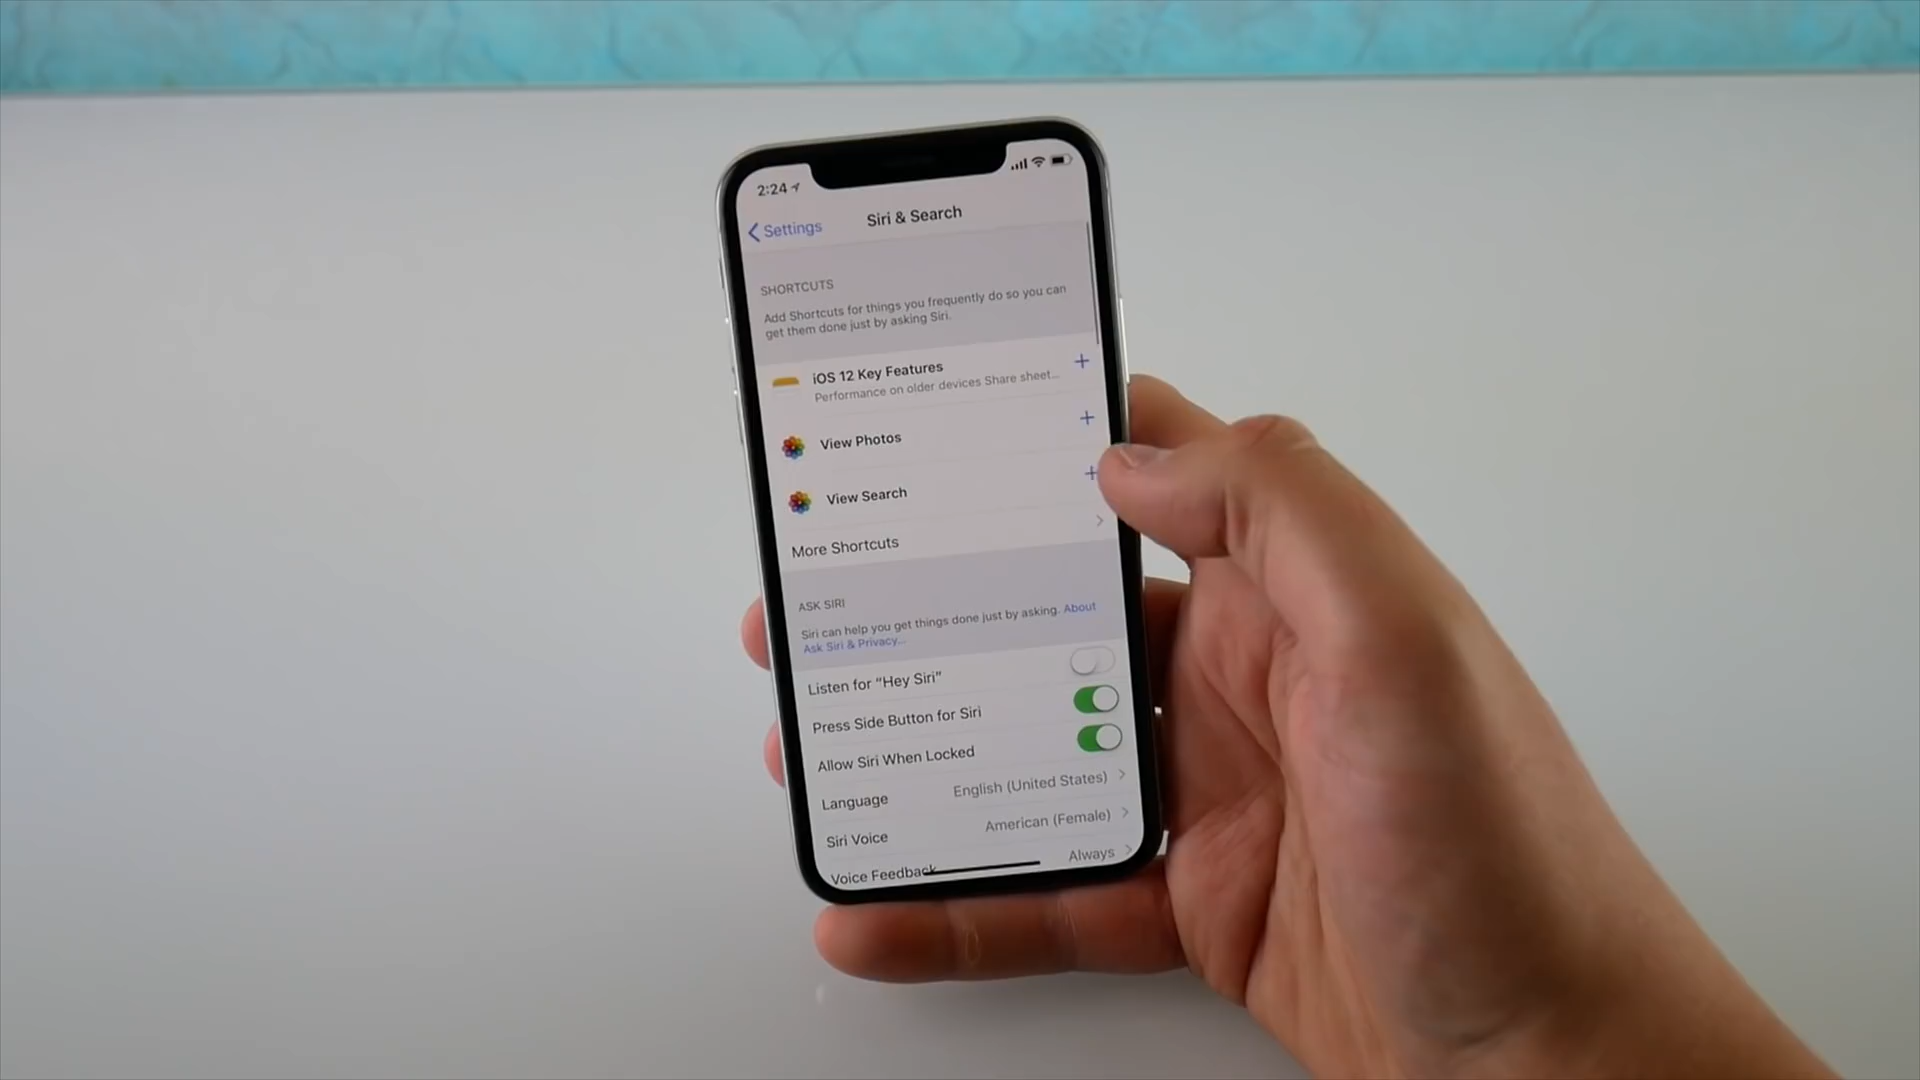 2:24
Settings
Siri & Search
SHORTCUTS
Add Shortcuts for things you frequently do so you can
get them done just by asking Siri.
iOS 12 Key Features
Performance on older devices Share sheet...
View Photos
View Search
More Shortcuts
ASK SIRI
Siri can help you get things done just by asking. About
Ask Siri & Privacy...
Listen for “Hey Siri”
Press Side Button for Siri
Allow Siri When Locked
Language English (United States)
Siri Voice American (Female)
Voice Feedback Always